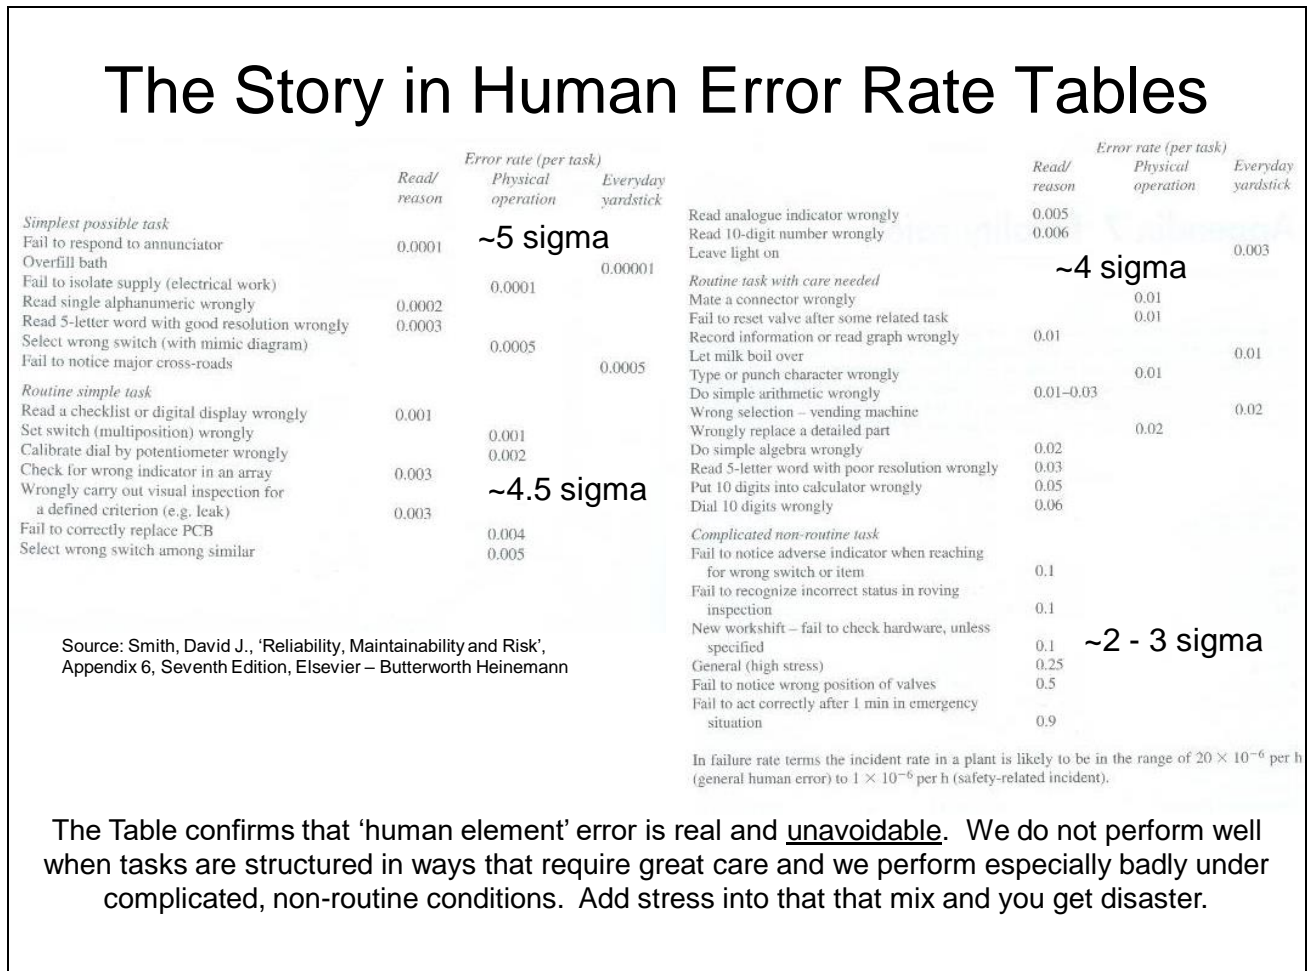 The Story in Human Error Rate Tables
Error rate (per task)
Read/ Physical Everyday
reason operation yardstick
Simplest possible task
Fail to respond to annunciator 0.0001
~5 sigma
Overfill bath 0.00001
Fail to isolate supply (electrical work) 0.0001
Read single alphanumeric wrongly 0.0002
Read 5-letter word with good resolution wrongly 0.0003
Select wrong switch (with mimic diagram) 0.0005
Fail to notice major cross-roads 0.0005
Routine simple task
Read a checklist or digital display wrongly 0.001
Set switch (multiposition) wrongly 0.001
Calibrate dial by potentiometer wrongly 0.002
Check for wrong indicator in an array 0.003
Wrongly carry out visual inspection for
a defined criterion (e.g. leak) 0.003
~4.5 sigma
Fail to correctly replace PCB 0.004
Select wrong switch among similar 0.005
Source: Smith, David J., ‘Reliability, Maintainability and Risk’,
Appendix 6, Seventh Edition, Elsevier – Butterworth Heinemann
Error rate (per task)
Read/ Physical Everyday
reason operation yardstick
Read analogue indicator wrongly 0.005
Read 10-digit number wrongly 0.006
Leave light on 0.003
~4 sigma
Routine task with care needed
Mate a connector wrongly 0.01
Fail to reset valve after some related task 0.01
Record information or read graph wrongly 0.01
Let milk boil over 0.01
Type or punch character wrongly 0.01
Do simple arithmetic wrongly 0.01–0.03
Wrong selection – vending machine 0.02
Wrongly replace a detailed part 0.02
Do simple algebra wrongly 0.02
Read 5-letter word with poor resolution wrongly 0.03
Put 10 digits into calculator wrongly 0.05
Dial 10 digits wrongly 0.06
Complicated non-routine task
Fail to notice adverse indicator when reaching
for wrong switch or item 0.1
Fail to recognize incorrect status in roving
inspection 0.1
New workshift – fail to check hardware, unless
specified 0.1
~2 - 3 sigma
General (high stress) 0.25
Fail to notice wrong position of valves 0.5
Fail to act correctly after 1 min in emergency
situation 0.9
In failure rate terms the incident rate in a plant is likely to be in the range of 20 × 10⁻⁶ per h
(general human error) to 1 × 10⁻⁶ per h (safety-related incident).
The Table confirms that ‘human element’ error is real and unavoidable. We do not perform well
when tasks are structured in ways that require great care and we perform especially badly under
complicated, non-routine conditions. Add stress into that that mix and you get disaster.